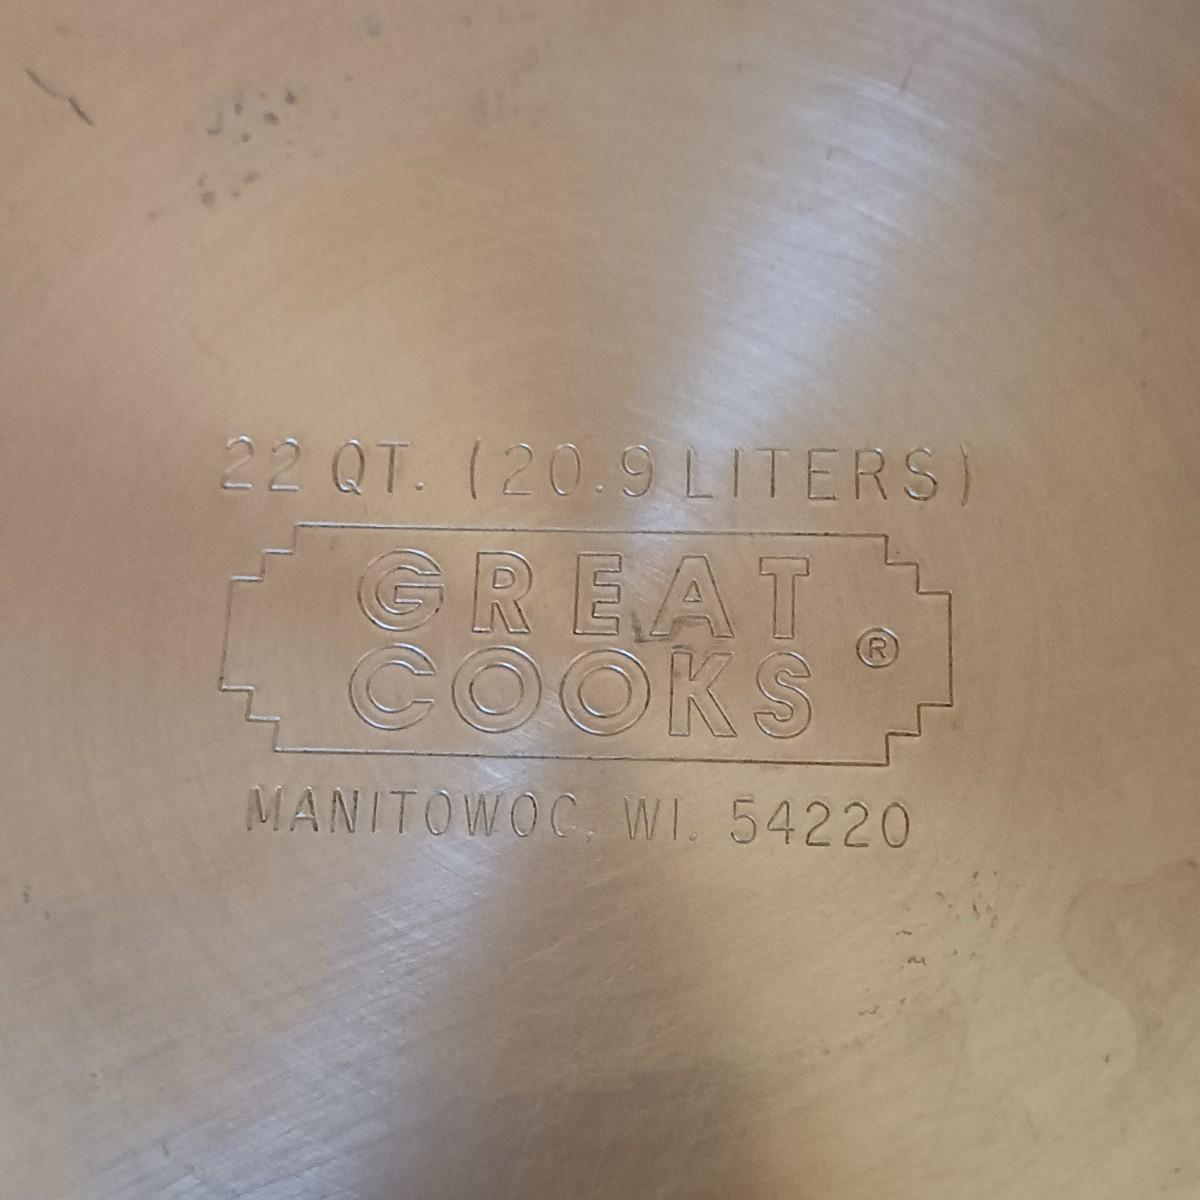 22 QT. (20.9 LITERS)
GREAT
COOKS ®
MANITOWOC, WI. 54220